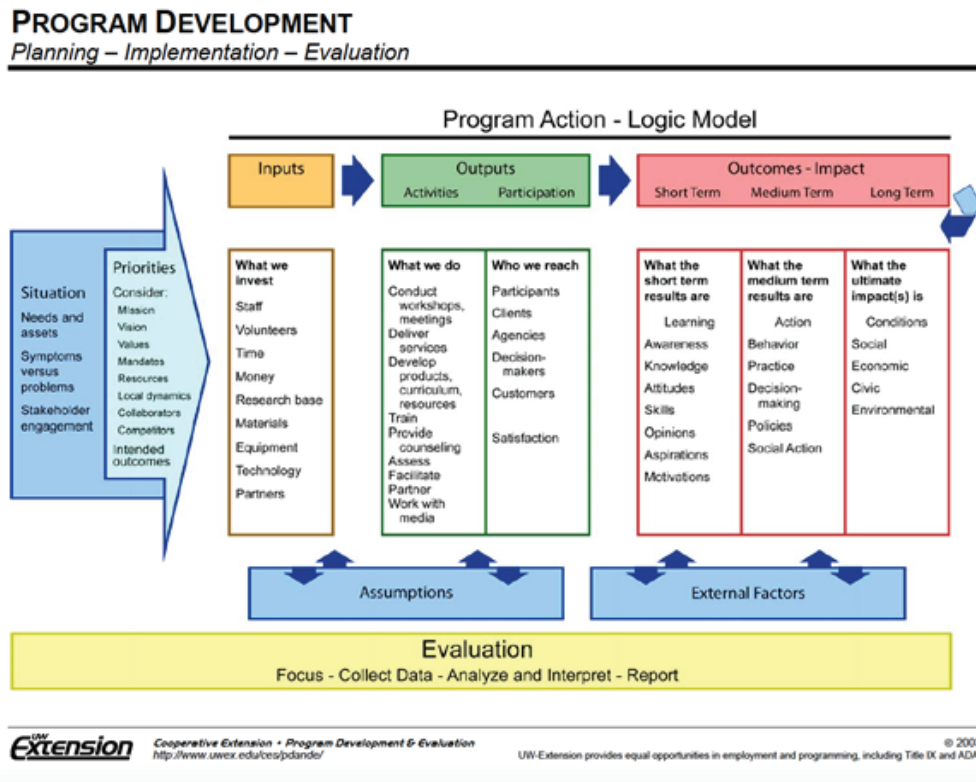 PROGRAM DEVELOPMENT
Planning – Implementation – Evaluation
Program Action - Logic Model
Inputs
Outputs
Activities Participation
Outcomes - Impact
Short Term Medium Term Long Term
Situation
Needs and
assets
Symptoms
versus
problems
Stakeholder
engagement
Priorities
Consider:
Mission
Vision
Values
Mandates
Resources
Local dynamics
Collaborators
Competitors
Intended
outcomes
What we
invest
Staff
Volunteers
Time
Money
Research base
Materials
Equipment
Technology
Partners
What we do
Conduct
workshops,
meetings
Deliver
services
Develop
products,
curriculum,
resources
Train
Provide
counseling
Assess
Facilitate
Partner
Work with
media
Who we reach
Participants
Clients
Agencies
Decision-
makers
Customers
Satisfaction
What the
short term
results are
Learning
Awareness
Knowledge
Attitudes
Skills
Opinions
Aspirations
Motivations
What the
medium term
results are
Action
Behavior
Practice
Decision-
making
Policies
Social Action
What the
ultimate
impact(s) is
Conditions
Social
Economic
Civic
Environmental
Assumptions
External Factors
Evaluation
Focus - Collect Data - Analyze and Interpret - Report
UW
Extension
Cooperative Extension • Program Development & Evaluation
http://www.uwex.edu/ces/pdande/
©
UW-Extension provides equal opportunities in employment and programming, including Title IX and ADA